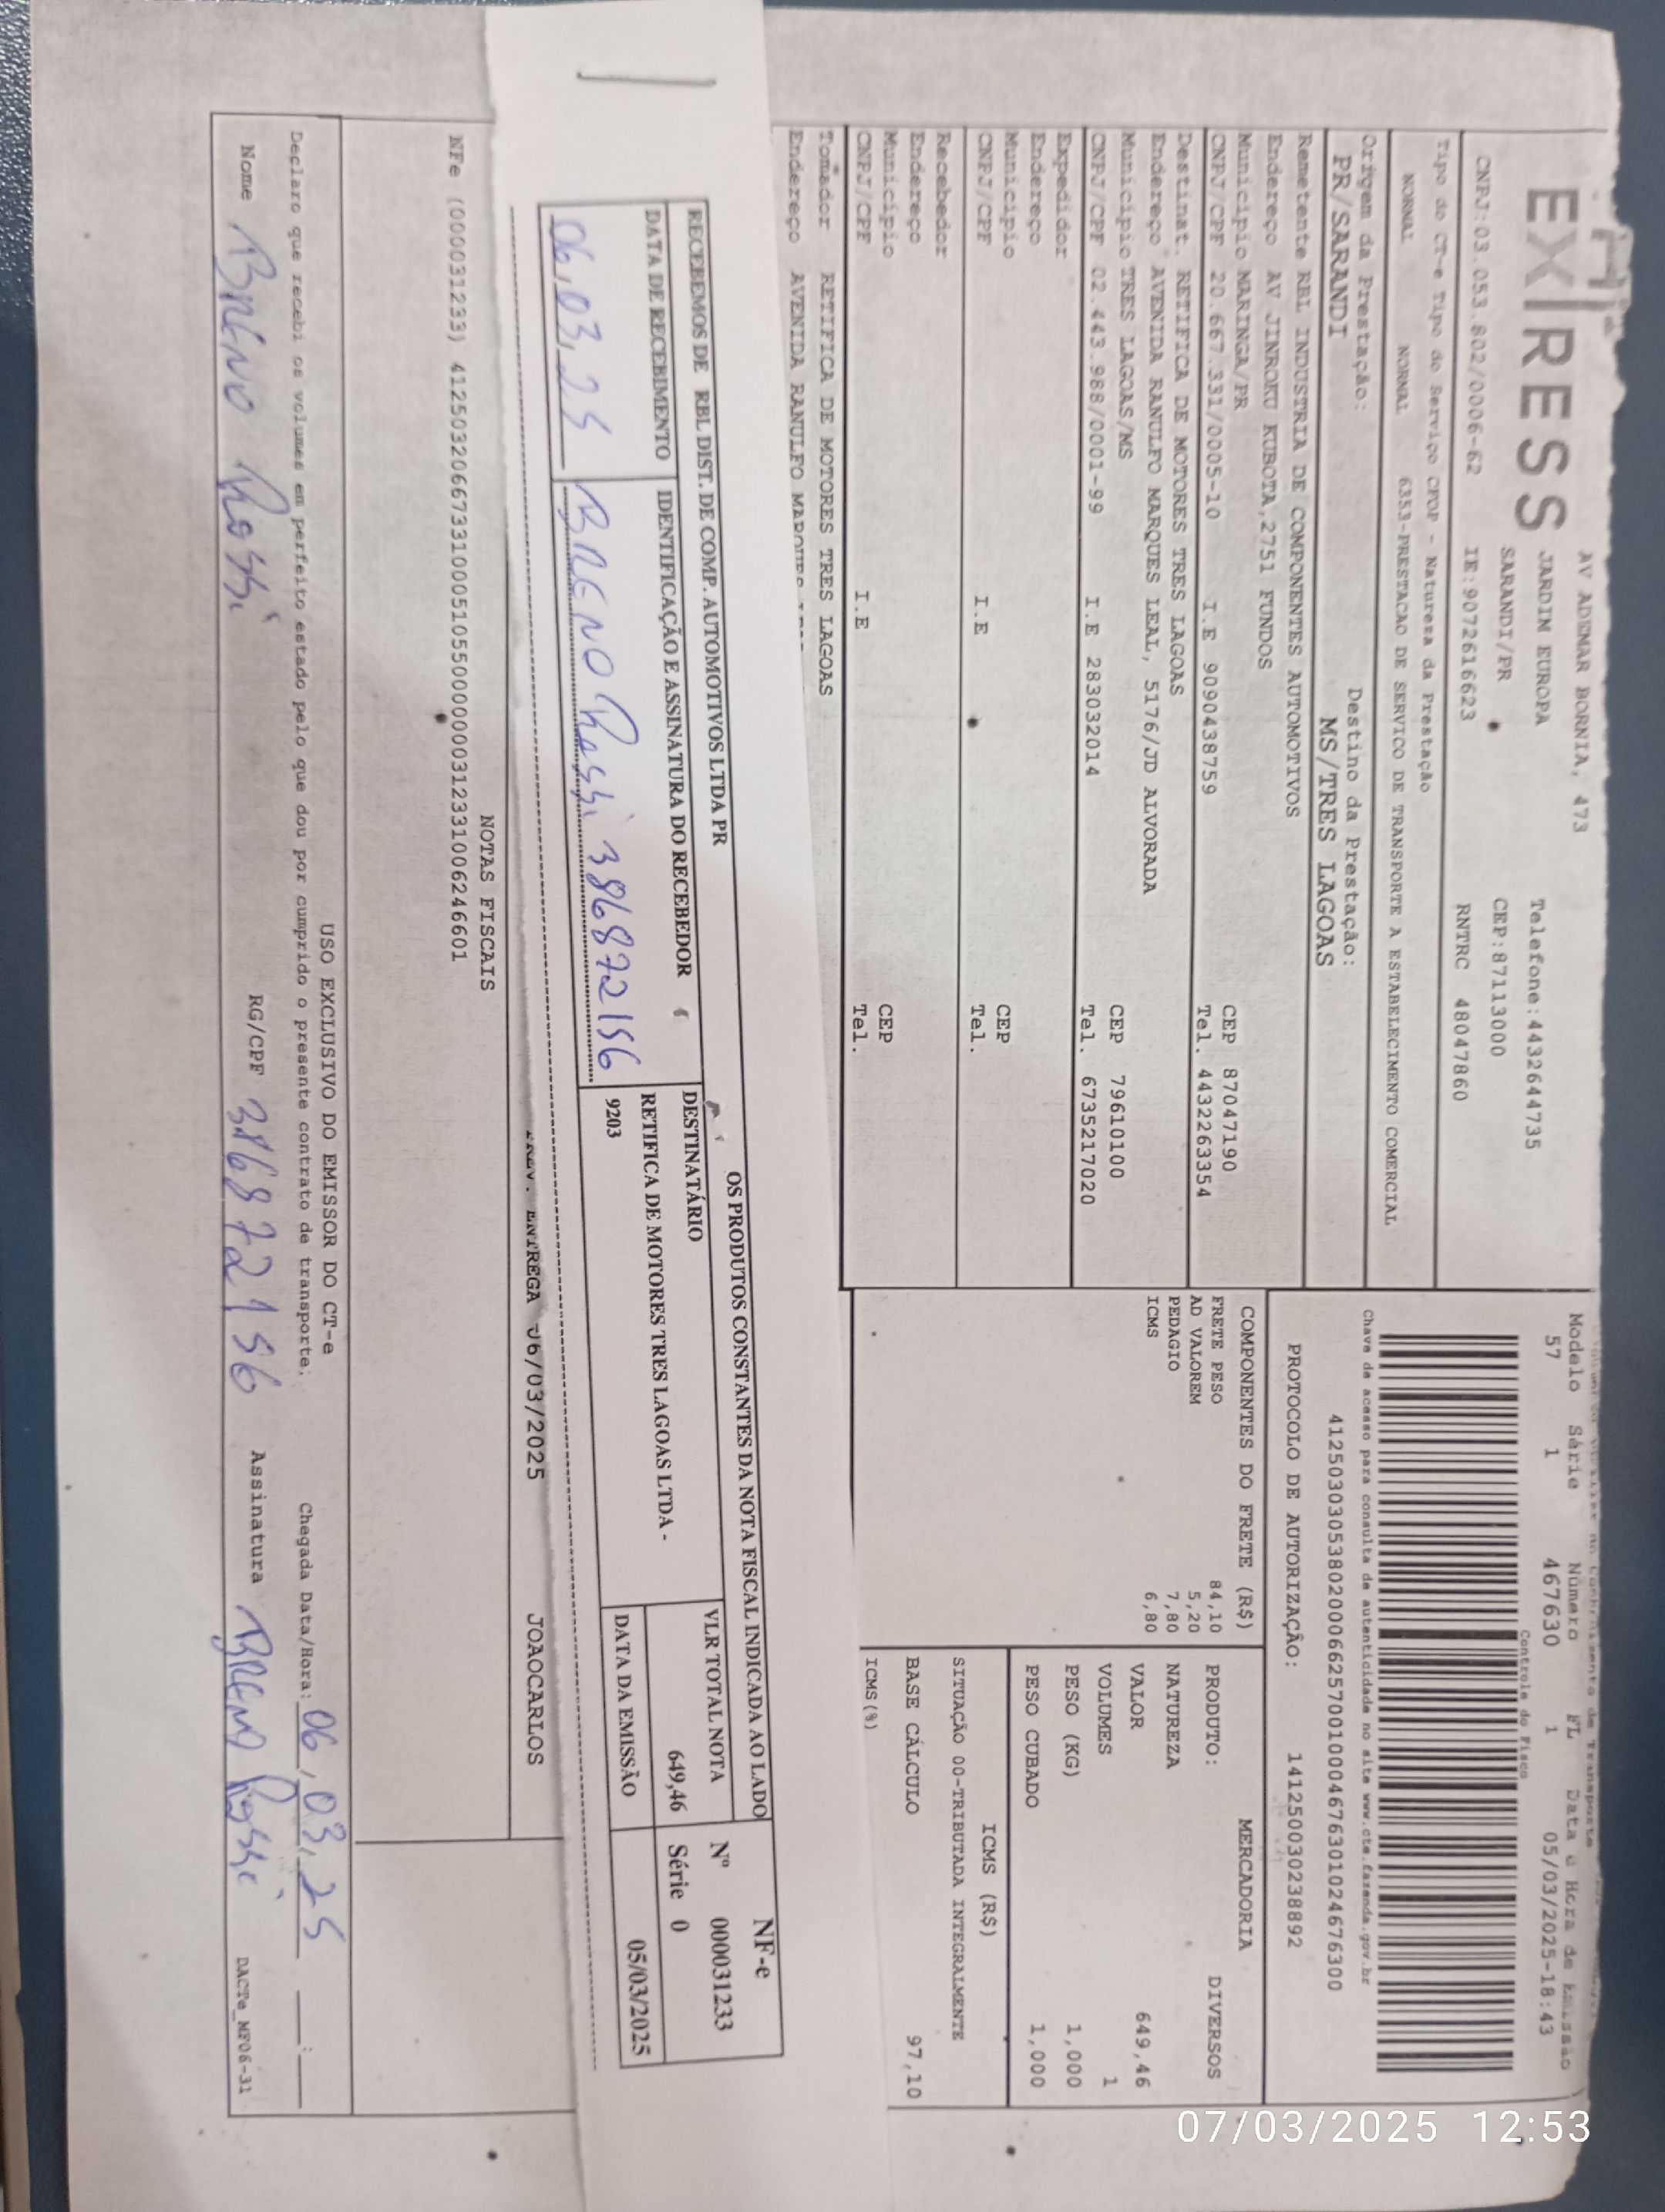 EXPRESS
AV ADEMAR BORNIA, 473
JARDIM EUROPA Telefone:4432644735
SARANDI/PR CEP:87113000
CNPJ:03.053.802/0006-62 IE:9072616623 RNTRC 48047860
Tipo do CT-e Tipo do Serviço CFOP - Natureza da Prestação
NORMAL NORMAL 6353-PRESTACAO DE SERVICO DE TRANSPORTE A ESTABELECIMENTO COMERCIAL
Origem da Prestação: Destino da Prestação:
PR/SARANDI MS/TRES LAGOAS
Remetente RBL INDUSTRIA DE COMPONENTES AUTOMOTIVOS
Endereço AV JINROKU KUBOTA,2751 FUNDOS
Municipio MARINGA/PR CEP 87047190
CNPJ/CPF 20.667.331/0005-10 I.E 9090438759 Tel. 4432263354
Destinat. RETIFICA DE MOTORES TRES LAGOAS
Endereço AVENIDA RANULFO MARQUES LEAL, 5176/JD ALVORADA
Municipio TRES LAGOAS/MS CEP 79610100
CNPJ/CPF 02.443.988/0001-99 I.E 283032014 Tel. 6735217020
Expedidor
Endereço
Municipio CEP
CNPJ/CPF I.E Tel.
Recebedor
Endereço
Municipio CEP
CNPJ/CPF I.E Tel.
Tomador RETIFICA DE MOTORES TRES LAGOAS
Endereço AVENIDA RANULFO MARQUES
Modelo Série Número FL Data e Hora de Emissão
57 1 467630 1 05/03/2025-18:43
Controle do Fisco
Chave de acesso para consulta de autenticidade no site www.cte.fazenda.gov.br
41250303053802000662570010004676301024676300
PROTOCOLO DE AUTORIZAÇÃO: 141250030238892
COMPONENTES DO FRETE (R$)
FRETE PESO 84,10
AD VALOREM 5,20
PEDAGIO 7,80
ICMS 6,80
MERCADORIA
PRODUTO: DIVERSOS
NATUREZA
VALOR 649,46
VOLUMES 1
PESO (KG) 1,000
PESO CUBADO 1,000
ICMS (R$)
SITUAÇÃO 00-TRIBUTADA INTEGRALMENTE
BASE CÁLCULO 97,10
ICMS(%)
RECEBEMOS DE RBL DIST. DE COMP. AUTOMOTIVOS LTDA PR OS PRODUTOS CONSTANTES DA NOTA FISCAL INDICADA AO LADO
DATA DE RECEBIMENTO IDENTIFICAÇÃO E ASSINATURA DO RECEBEDOR
06,03,25 Breno Rossi 386872156
DESTINATÁRIO
RETIFICA DE MOTORES TRES LAGOAS LTDA -
9203
VLR TOTAL NOTA
649,46
DATA DA EMISSÃO
NF-e
Nº 000031233
Série 0
05/03/2025
ENTREGA 06/03/2025 JOAOCARLOS
NOTAS FISCAIS
NFe (000031233) 41250320667331000510550000000312331006246601
USO EXCLUSIVO DO EMISSOR DO CT-e
Declaro que recebi os volumes em perfeito estado pelo que dou por cumprido o presente contrato de transporte. Chegada Data/Hora: 06,03,25 __:__
Nome Breno Rossi RG/CPF 386872156 Assinatura Breno Rossi
DACTe_MF06-31
07/03/2025 12:53